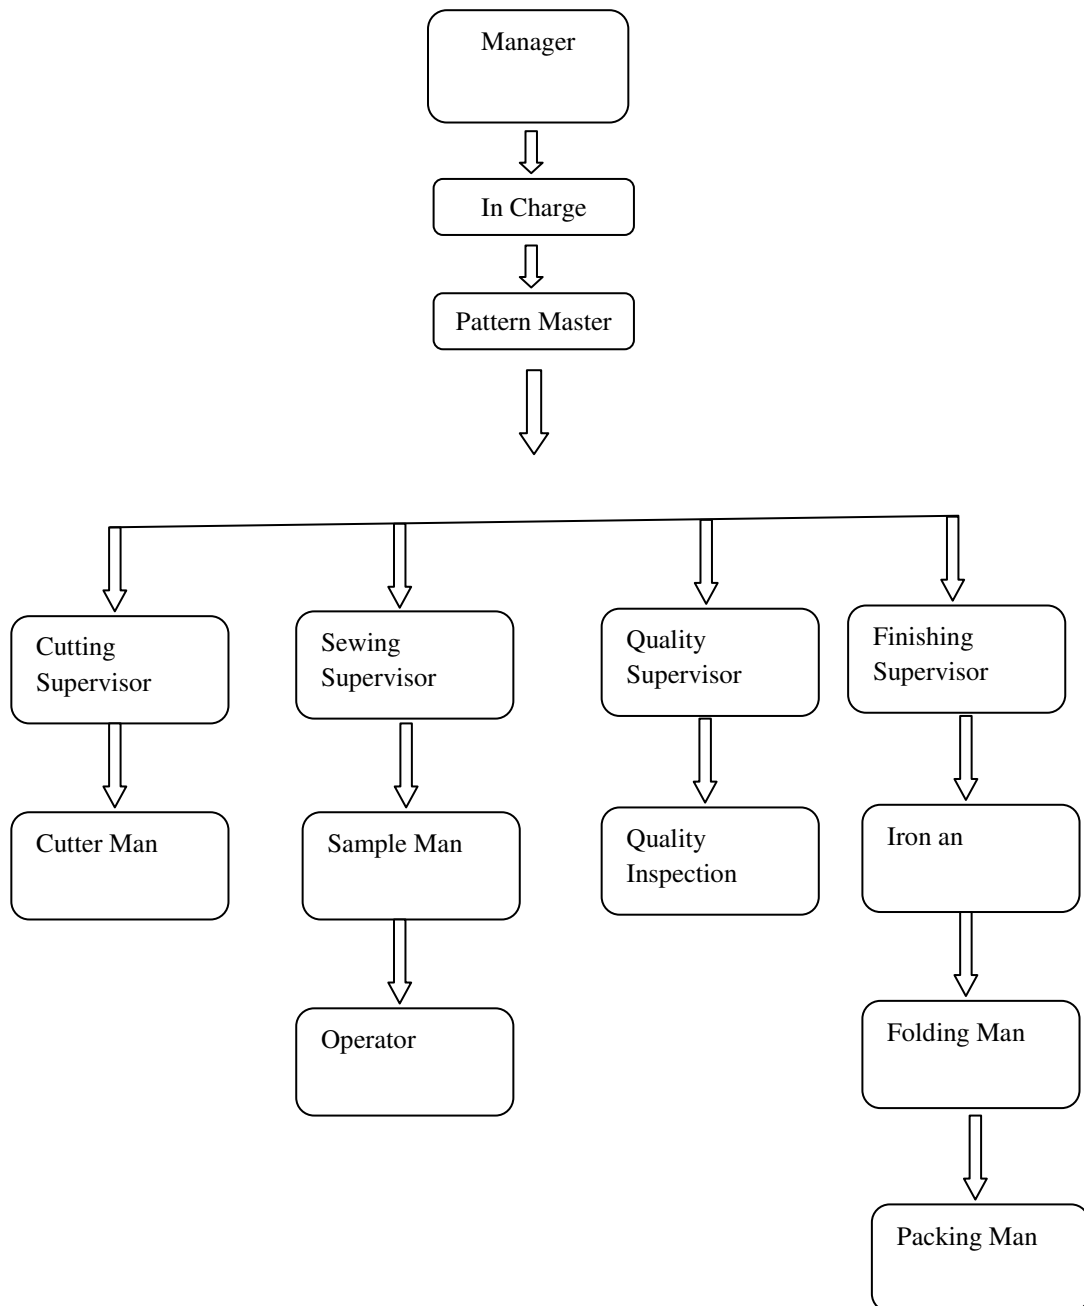 Manager
In Charge
Pattern Master
Cutting
Supervisor
Sewing
Supervisor
Quality
Supervisor
Finishing
Supervisor
Cutter Man
Sample Man
Quality
Inspection
Iron an
Operator
Folding Man
Packing Man